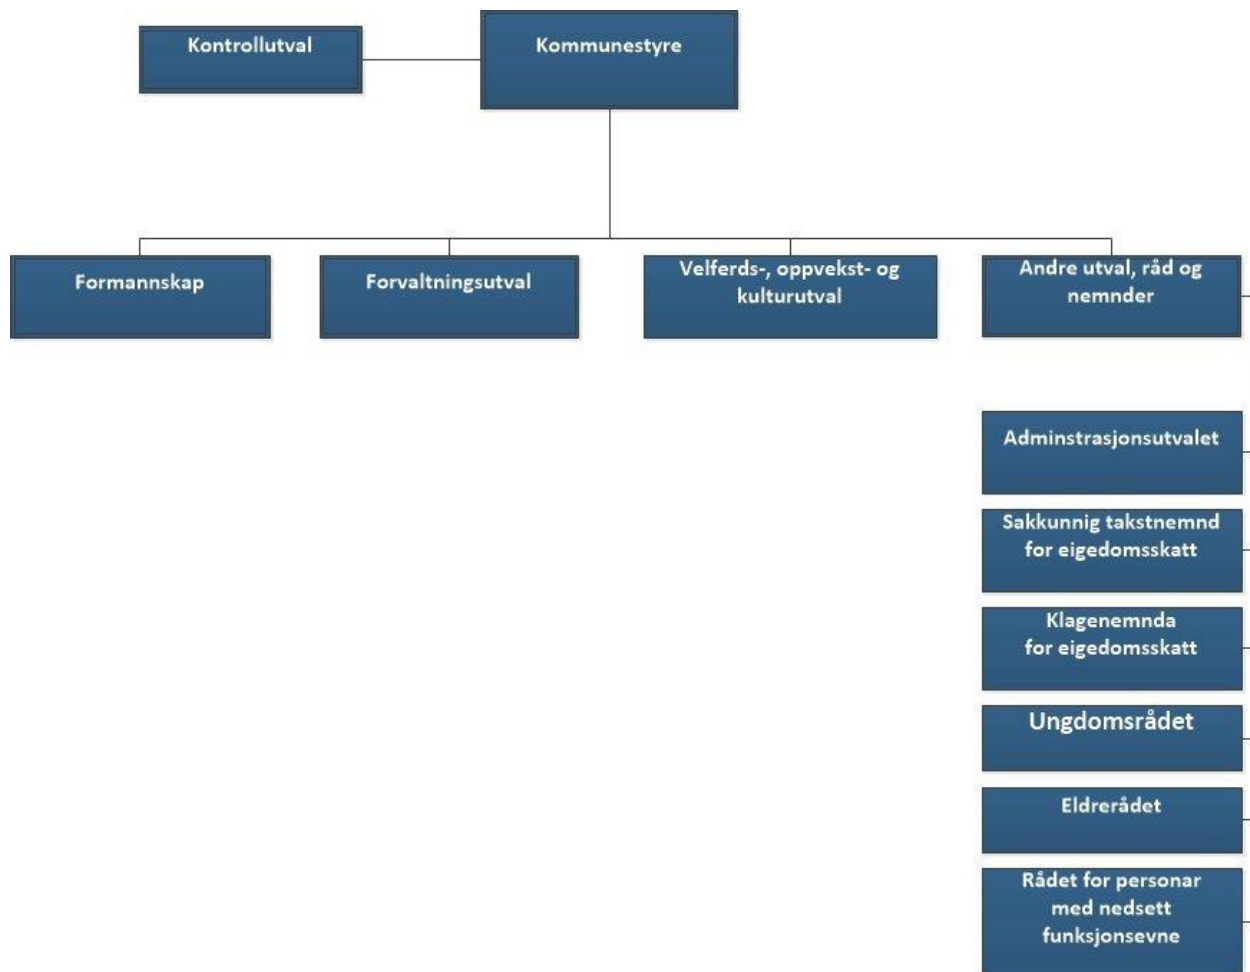 Kontrollutval
Kommunestyre
Formannskap
Forvaltningsutval
Velferds-, oppvekst- og
kulturutval
Andre utval, råd og
nemnder
Adminstrasjonsutvalet
Sakkunnig takstnemnd
for eigedomsskatt
Klagenemnda
for eigedomsskatt
Ungdomsrådet
Eldrerådet
Rådet for personar
med nedsett
funksjonsevne